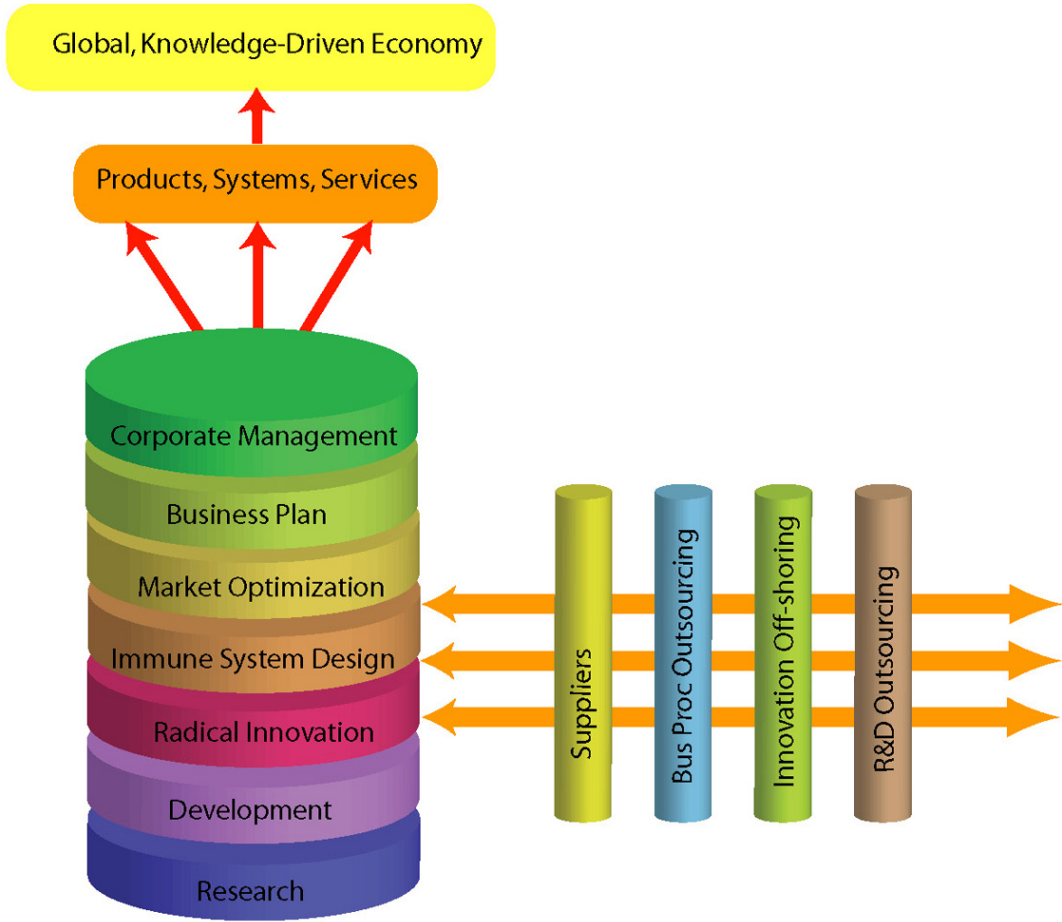 Global, Knowledge-Driven Economy
Products, Systems, Services
Corporate Management
Business Plan
Market Optimization
Immune System Design
Radical Innovation
Development
Research
Suppliers
Bus Proc Outsourcing
Innovation Off-shoring
R&D Outsourcing